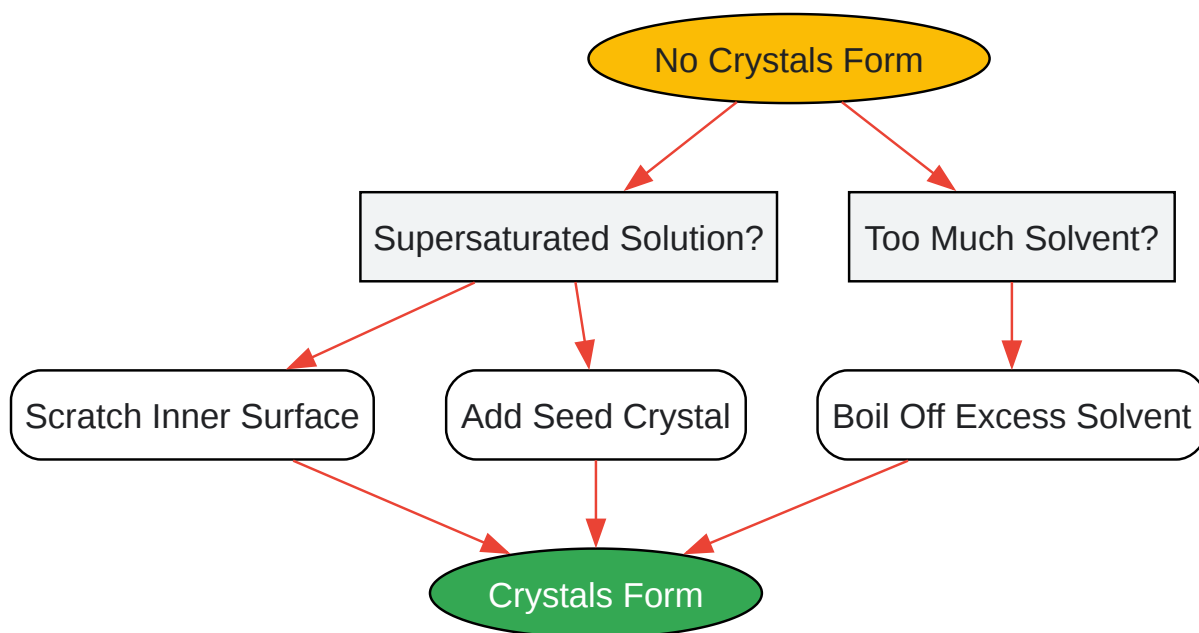 No Crystals Form
Supersaturated Solution?
Too Much Solvent?
Scratch Inner Surface
Add Seed Crystal
Boil Off Excess Solvent
Crystals Form